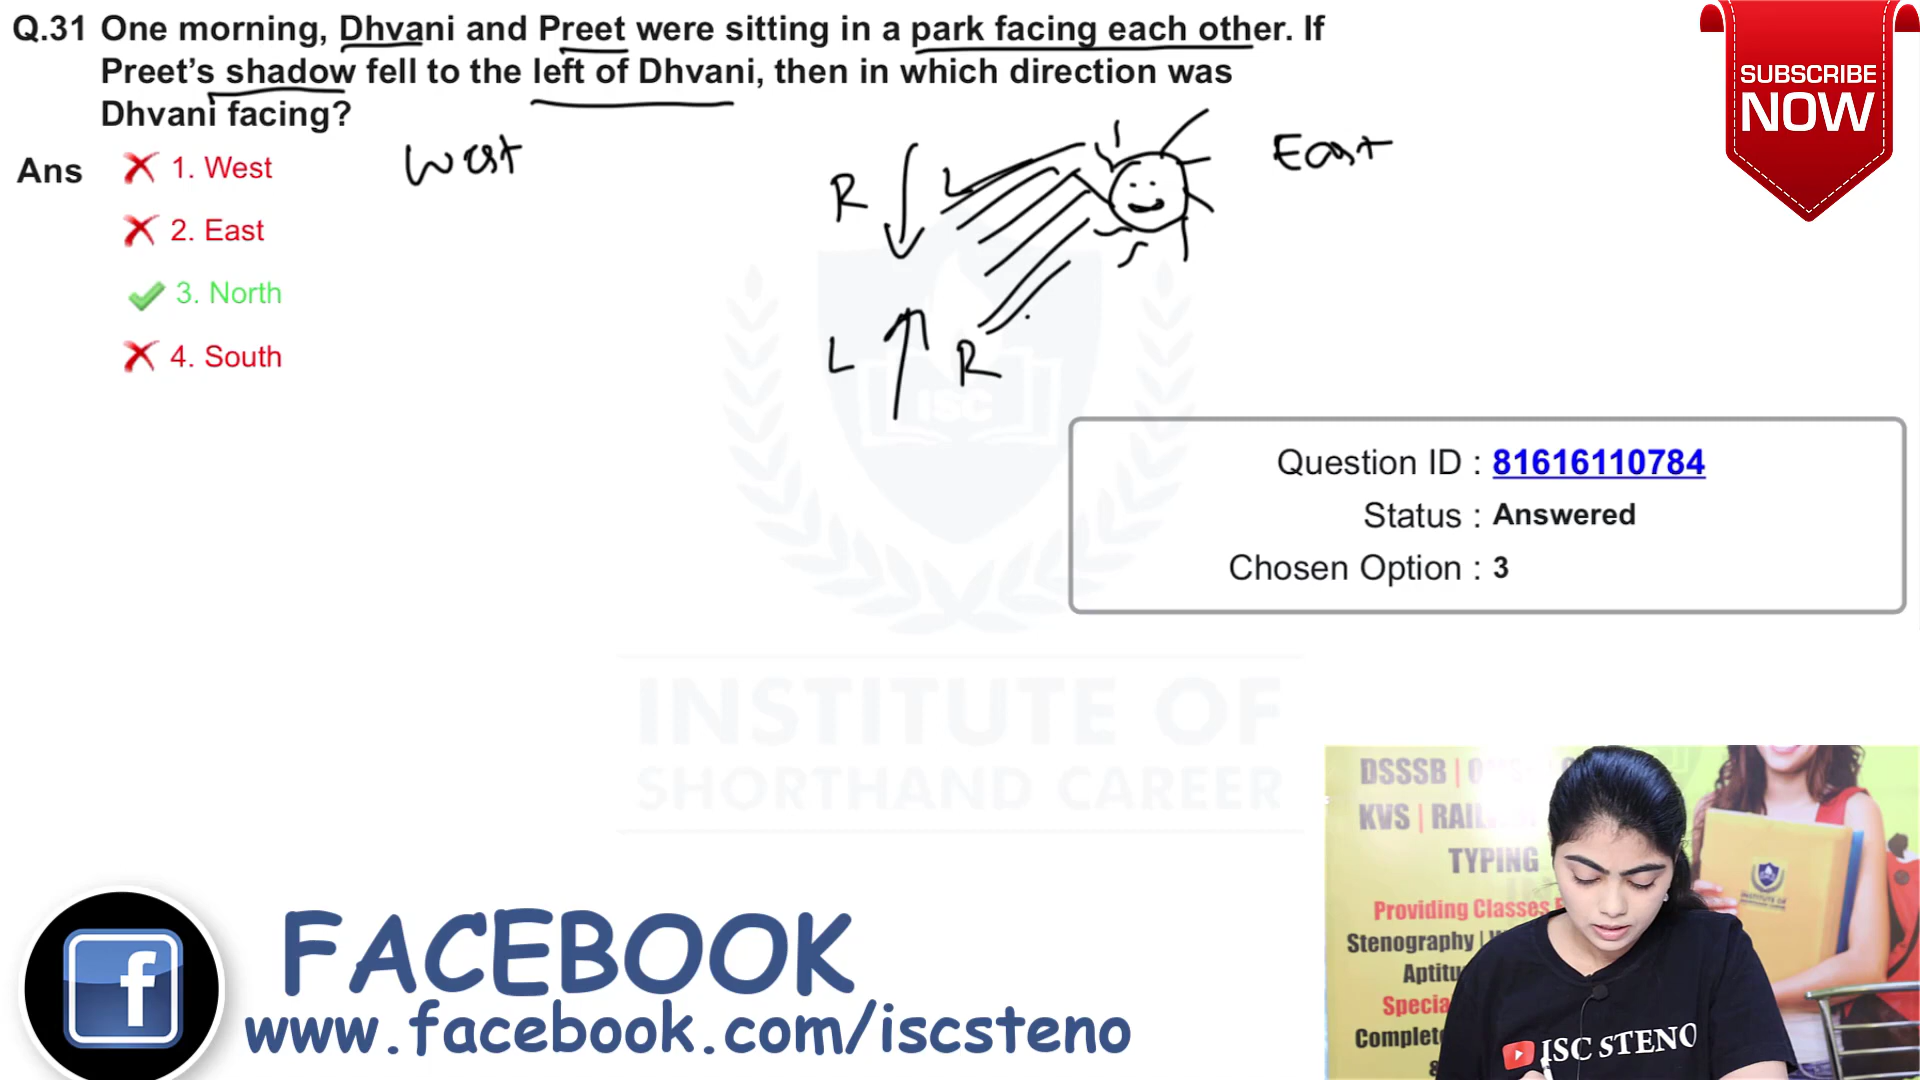 Q.31 One morning, Dhvani and Preet were sitting in a park facing each other. If
Preet's shadow fell to the left of Dhvani, then in which direction was
Dhvani facing?
Ans 1. West
2. East
3. North
4. South
West
East
R L
L R
SUBSCRIBE
NOW
Question ID : 81616110784
Status : Answered
Chosen Option : 3
ISC
INSTITUTE OF
SHORTHAND CAREER
DSSSB |
KVS | RAIL
TYPING
Providing Classes
Stenography |
Complete
ISC STENO
f FACEBOOK
www.facebook.com/iscsteno